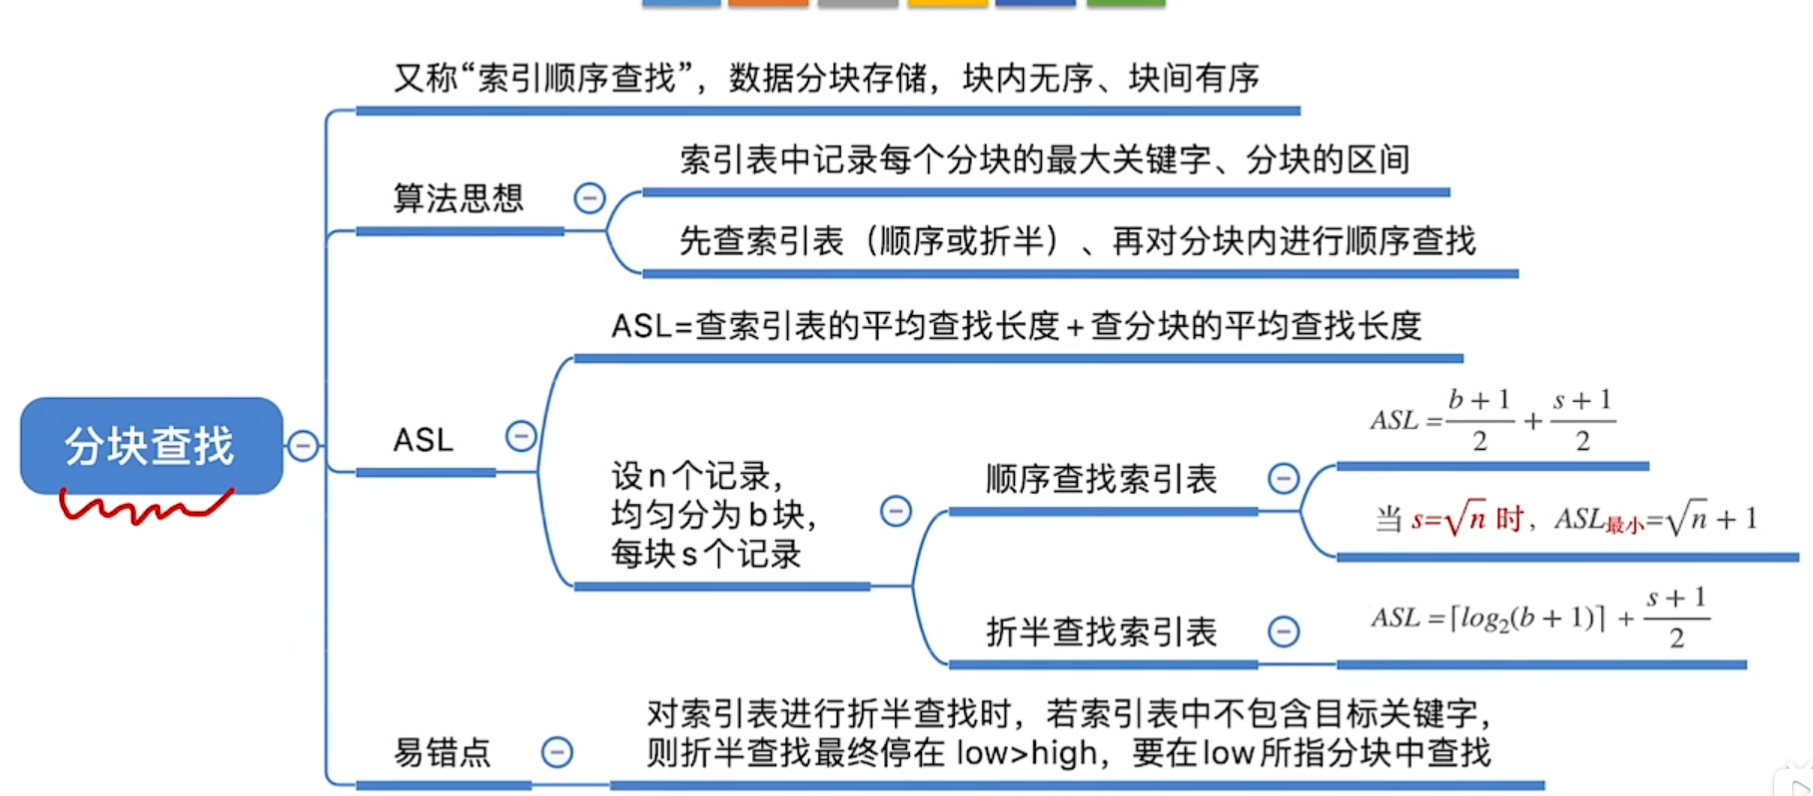 又称“索引顺序查找”，数据分块存储，块内无序、块间有序
算法思想
索引表中记录每个分块的最大关键字、分块的区间
先查索引表（顺序或折半）、再对分块内进行顺序查找
分块查找
ASL
ASL=查索引表的平均查找长度+查分块的平均查找长度
设n个记录，
均匀分为b块，
每块s个记录
顺序查找索引表
ASL = (b + 1)/2 + (s + 1)/2
当 s=√n 时，ASL最小=√n + 1
折半查找索引表
ASL = ⌈log₂(b + 1)⌉ + (s + 1)/2
易错点
对索引表进行折半查找时，若索引表中不包含目标关键字，
则折半查找最终停在 low>high，要在low所指分块中查找